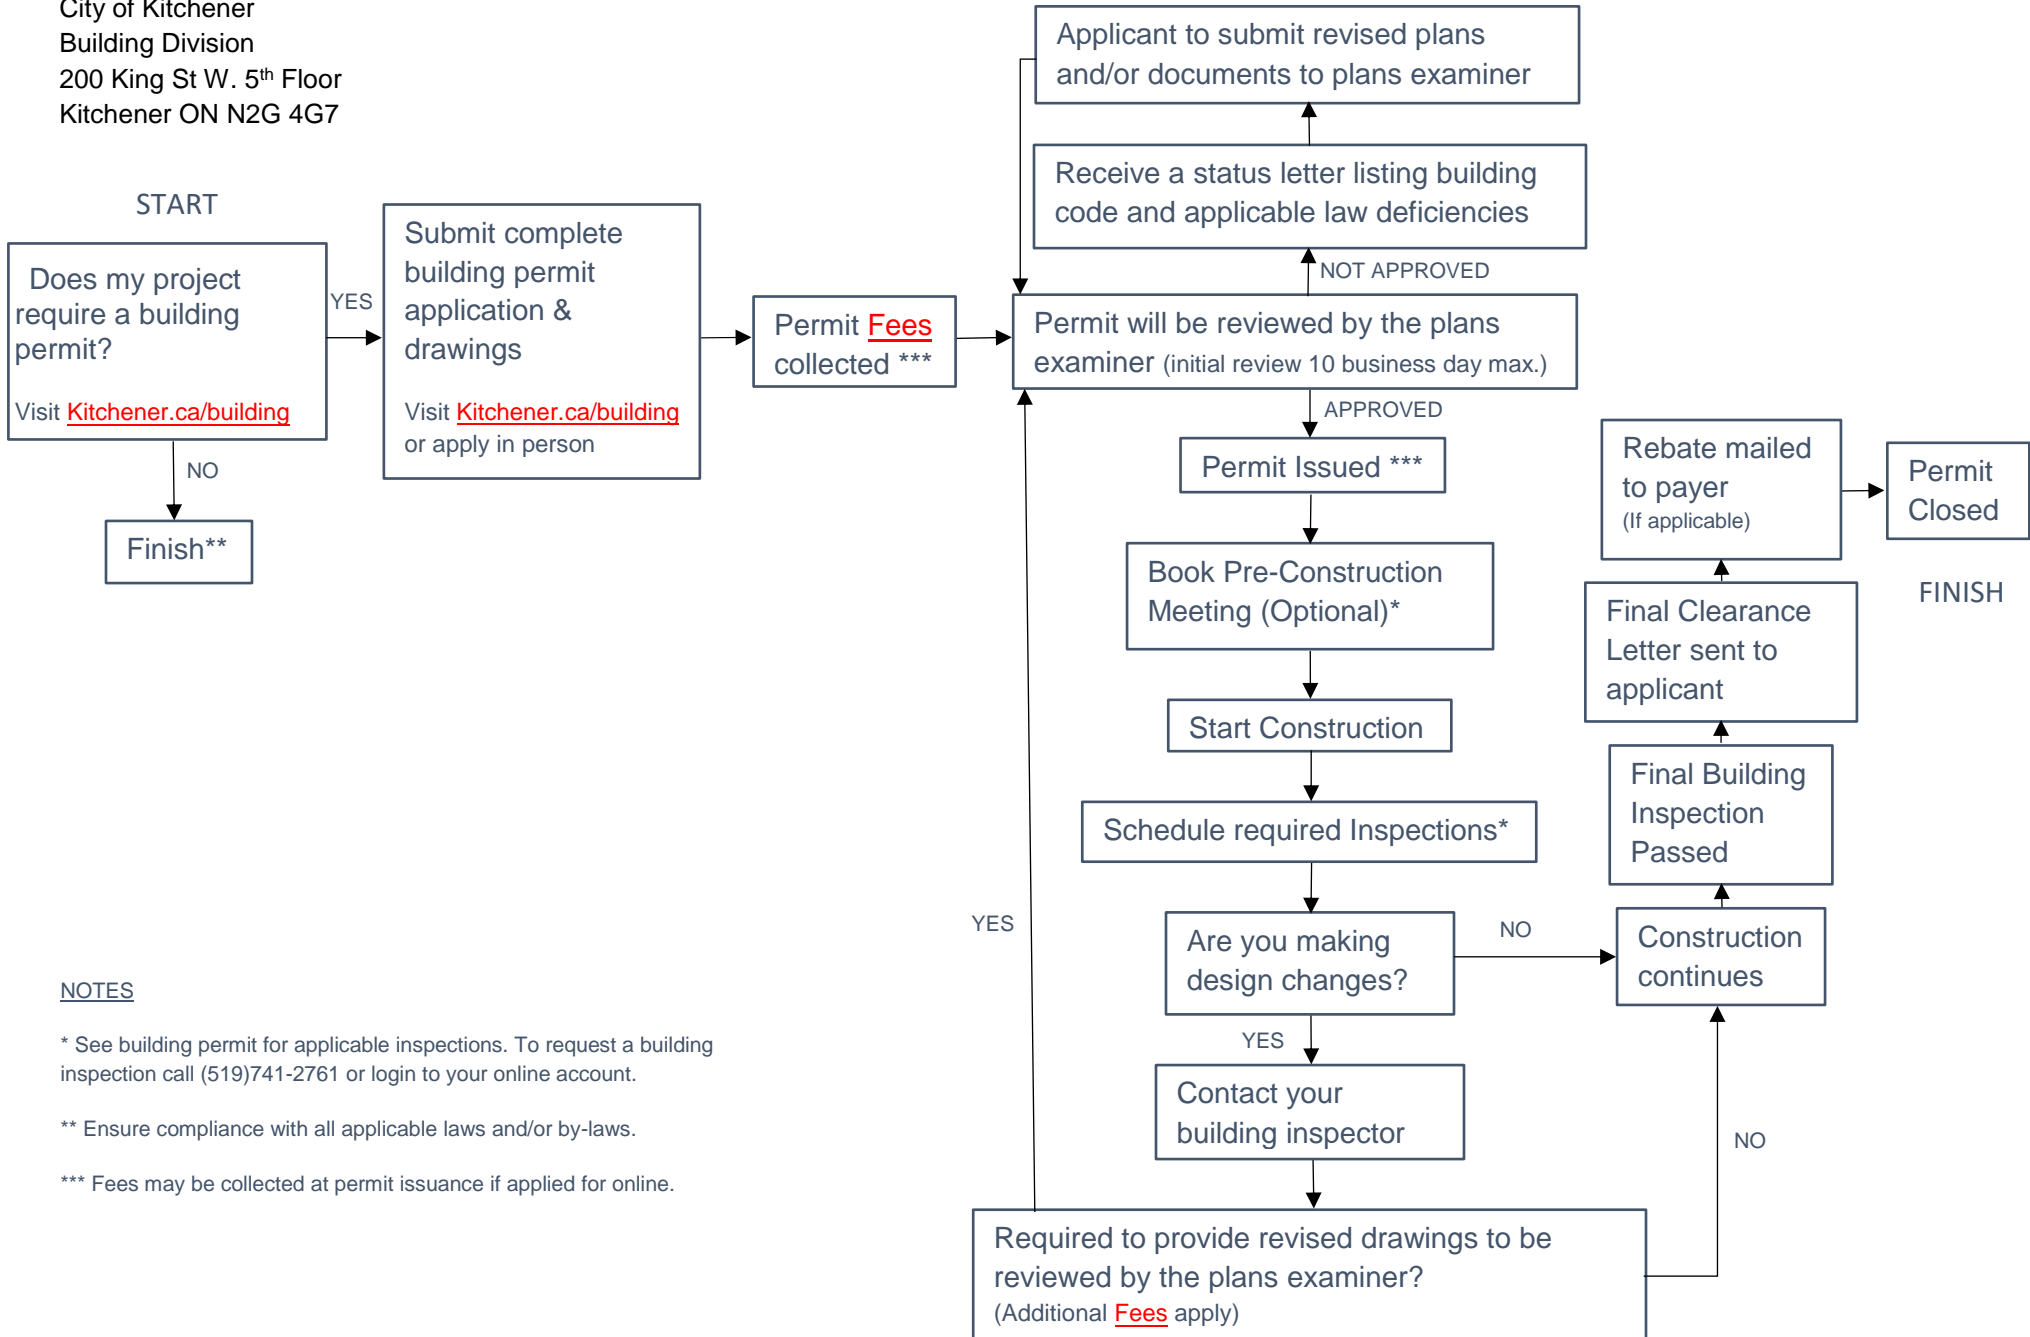 City of Kitchener
Building Division
200 King St W. 5th Floor
Kitchener ON N2G 4G7
START
Does my project
require a building
permit?
Visit Kitchener.ca/building
YES
NO
Finish**
Submit complete
building permit
application &
drawings
Visit Kitchener.ca/building
or apply in person
Permit Fees
collected ***
Applicant to submit revised plans
and/or documents to plans examiner
Receive a status letter listing building
code and applicable law deficiencies
NOT APPROVED
Permit will be reviewed by the plans
examiner (initial review 10 business day max.)
APPROVED
Permit Issued ***
Book Pre-Construction
Meeting (Optional)*
Start Construction
Schedule required Inspections*
Are you making
design changes?
NO
YES
Contact your
building inspector
Required to provide revised drawings to be
reviewed by the plans examiner?
(Additional Fees apply)
YES
NO
Construction
continues
Final Building
Inspection
Passed
Final Clearance
Letter sent to
applicant
Rebate mailed
to payer
(If applicable)
Permit
Closed
FINISH
NOTES
* See building permit for applicable inspections. To request a building
inspection call (519)741-2761 or login to your online account.
** Ensure compliance with all applicable laws and/or by-laws.
*** Fees may be collected at permit issuance if applied for online.